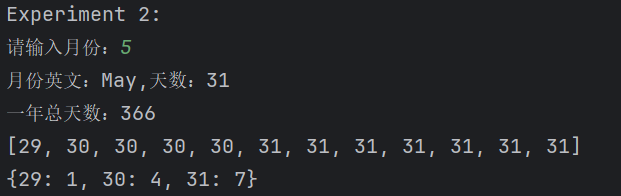 Experiment 2:
请输入月份：5
月份英文：May,天数：31
一年总天数：366
[29, 30, 30, 30, 30, 31, 31, 31, 31, 31, 31, 31]
{29: 1, 30: 4, 31: 7}